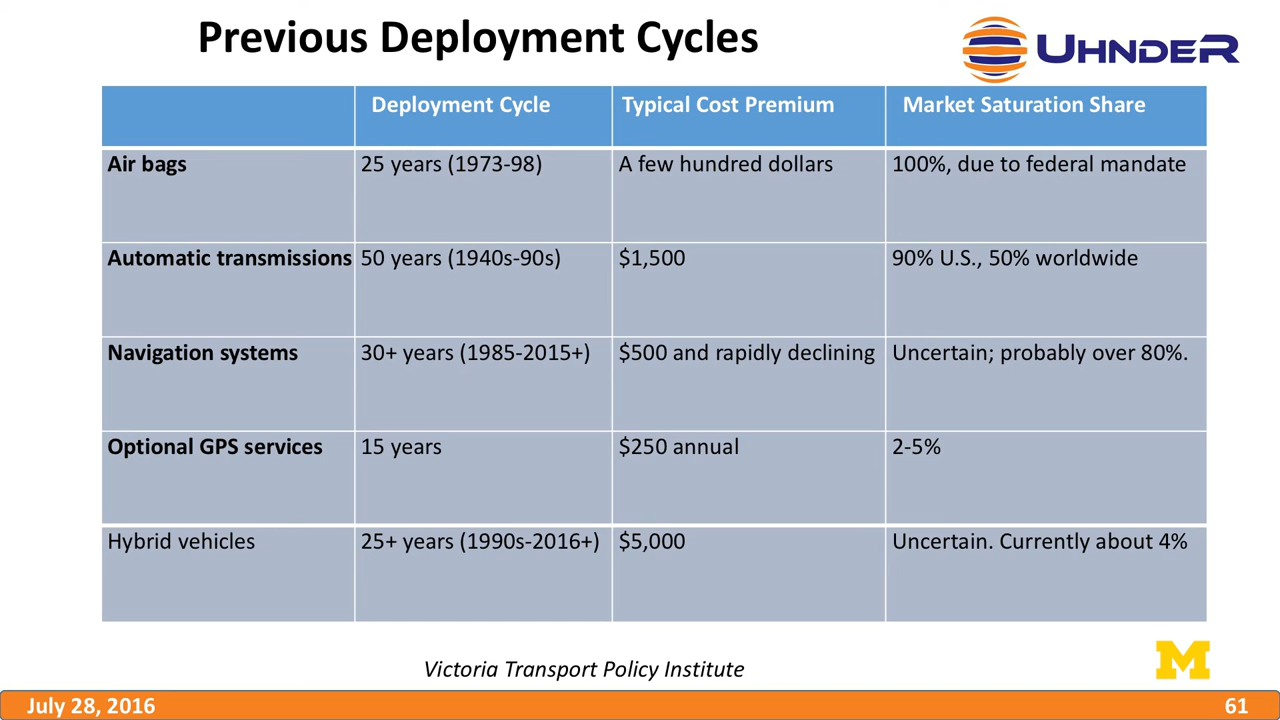 Previous Deployment Cycles
UHNDER
Deployment Cycle Typical Cost Premium Market Saturation Share
Air bags 25 years (1973-98) A few hundred dollars 100%, due to federal mandate
Automatic transmissions 50 years (1940s-90s) $1,500 90% U.S., 50% worldwide
Navigation systems 30+ years (1985-2015+) $500 and rapidly declining Uncertain; probably over 80%.
Optional GPS services 15 years $250 annual 2-5%
Hybrid vehicles 25+ years (1990s-2016+) $5,000 Uncertain. Currently about 4%
Victoria Transport Policy Institute
M
July 28, 2016 61